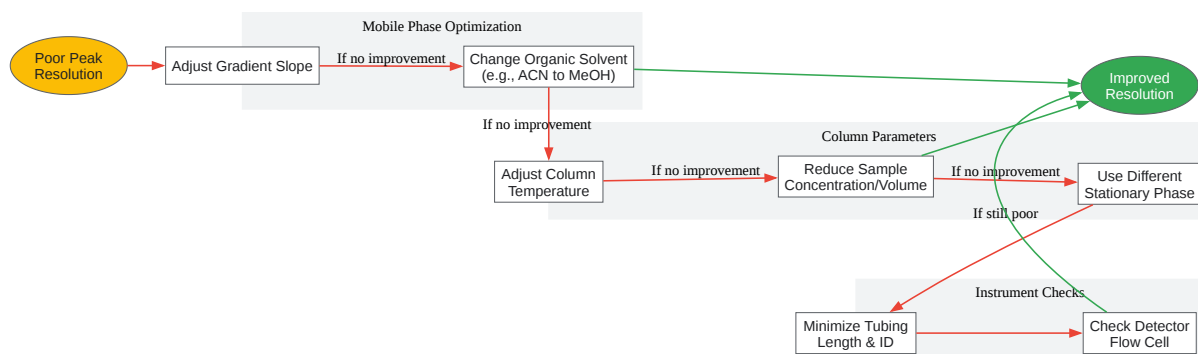 Mobile Phase Optimization
Poor Peak
Resolution
Adjust Gradient Slope
If no improvement
Change Organic Solvent
(e.g., ACN to MeOH)
Improved
Resolution
If no improvement
Column Parameters
Adjust Column
Temperature
If no improvement
Reduce Sample
Concentration/Volume
If no improvement
Use Different
Stationary Phase
If still poor
Instrument Checks
Minimize Tubing
Length & ID
Check Detector
Flow Cell